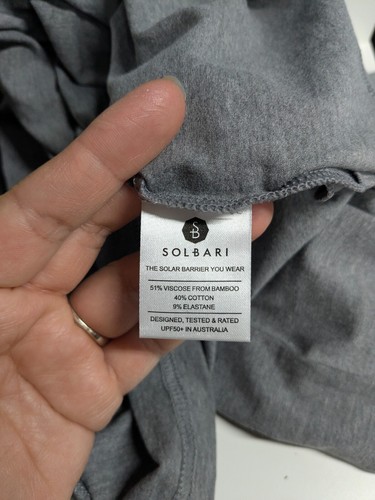 SB
SOLBARI
THE SOLAR BARRIER YOU WEAR
51% VISCOSE FROM BAMBOO
40% COTTON
9% ELASTANE
DESIGNED, TESTED & RATED
UPF50+ IN AUSTRALIA